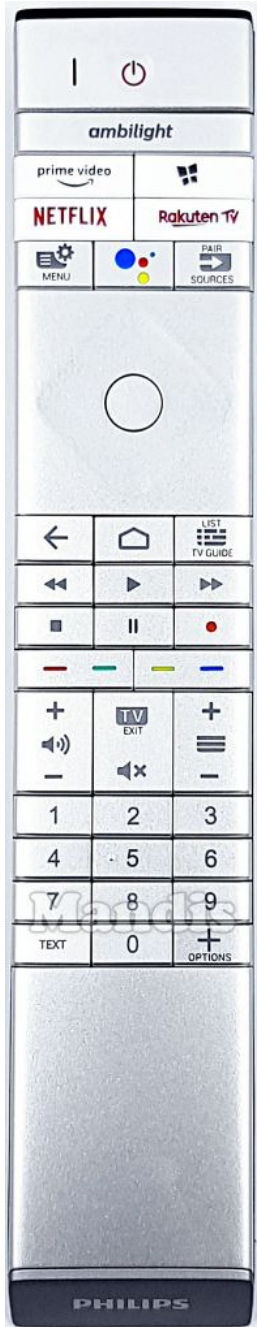 ambilight
prime video
NETFLIX Rakuten TV
PAIR
MENU SOURCES
LIST
TV GUIDE
TV
EXIT
1 2 3
4 5 6
7 8 9
Mandis
TEXT 0 OPTIONS
PHILIPS